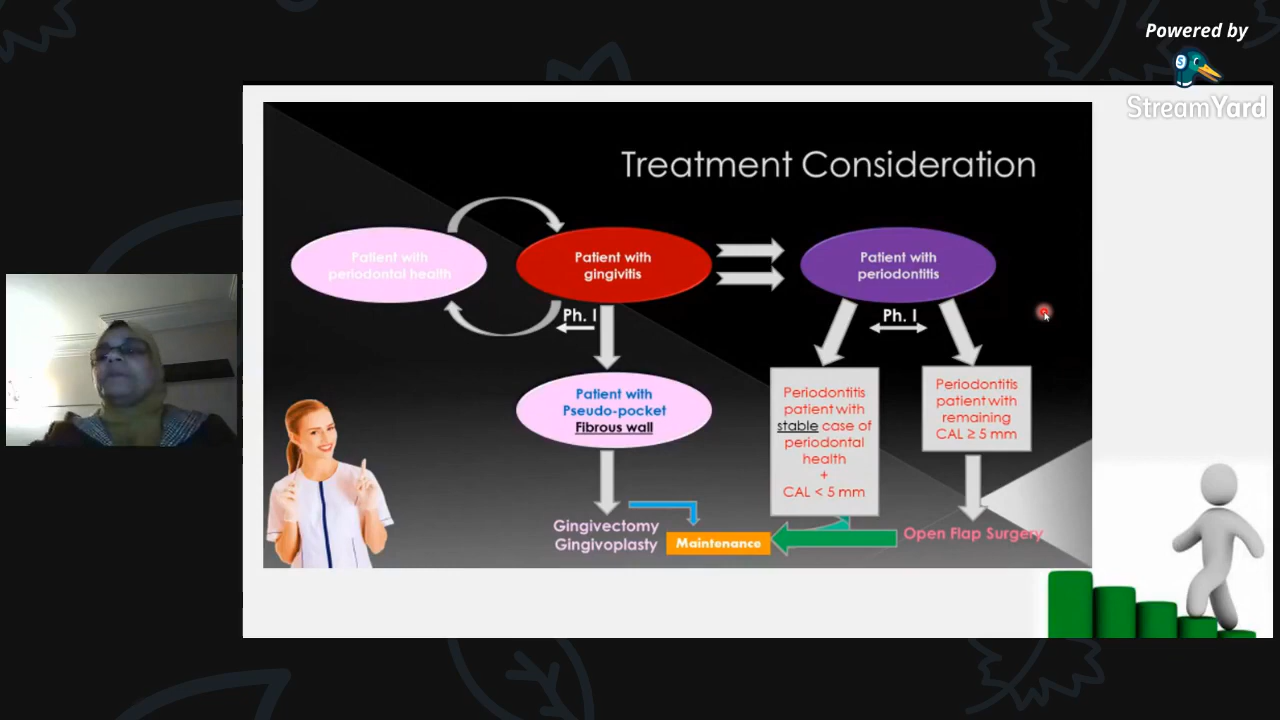 Powered by
S
StreamYard
Treatment Consideration
Patient with
periodontal health
Patient with
gingivitis
Patient with
periodontitis
Ph. I
Ph. I
Patient with
Pseudo-pocket
Fibrous wall
Periodontitis
patient with
stable case of
periodontal
health
+
CAL < 5 mm
Periodontitis
patient with
remaining
CAL ≥ 5 mm
Gingivectomy
Gingivoplasty
Maintenance
Open Flap Surgery